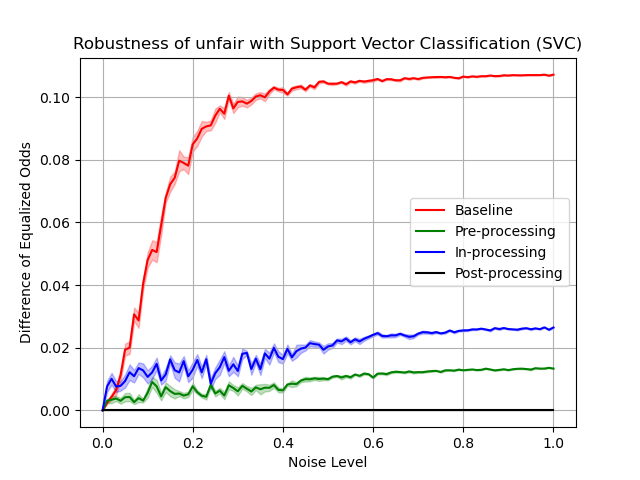 Robustness of unfair with Support Vector Classification (SVC)
Difference of Equalized Odds
0.10
0.08
0.06
0.04
0.02
0.00
Baseline
Pre-processing
In-processing
Post-processing
0.0 0.2 0.4 0.6 0.8 1.0
Noise Level